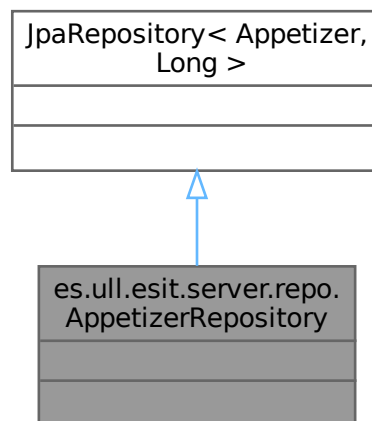 JpaRepository< Appetizer,
Long >
es.ull.esit.server.repo.
AppetizerRepository